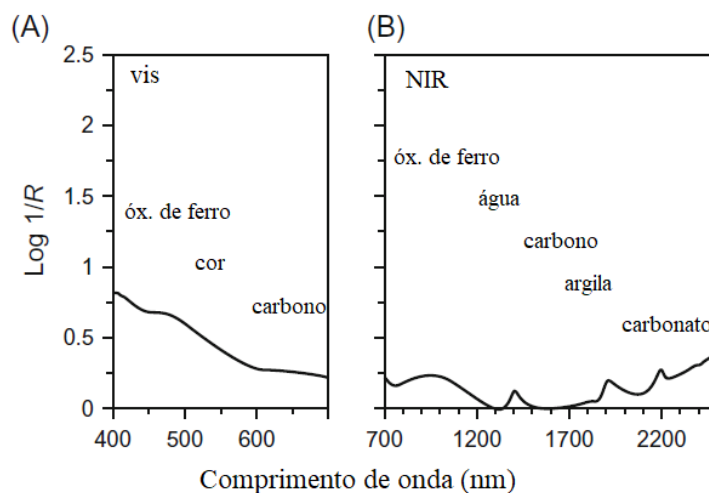 (A)
(B)
2.5
2
1.5
1
0.5
0
Log 1/R
vis
óx. de ferro
cor
carbono
400
500
600
NIR
óx. de ferro
água
carbono
argila
carbonato
700
1200
1700
2200
Comprimento de onda (nm)